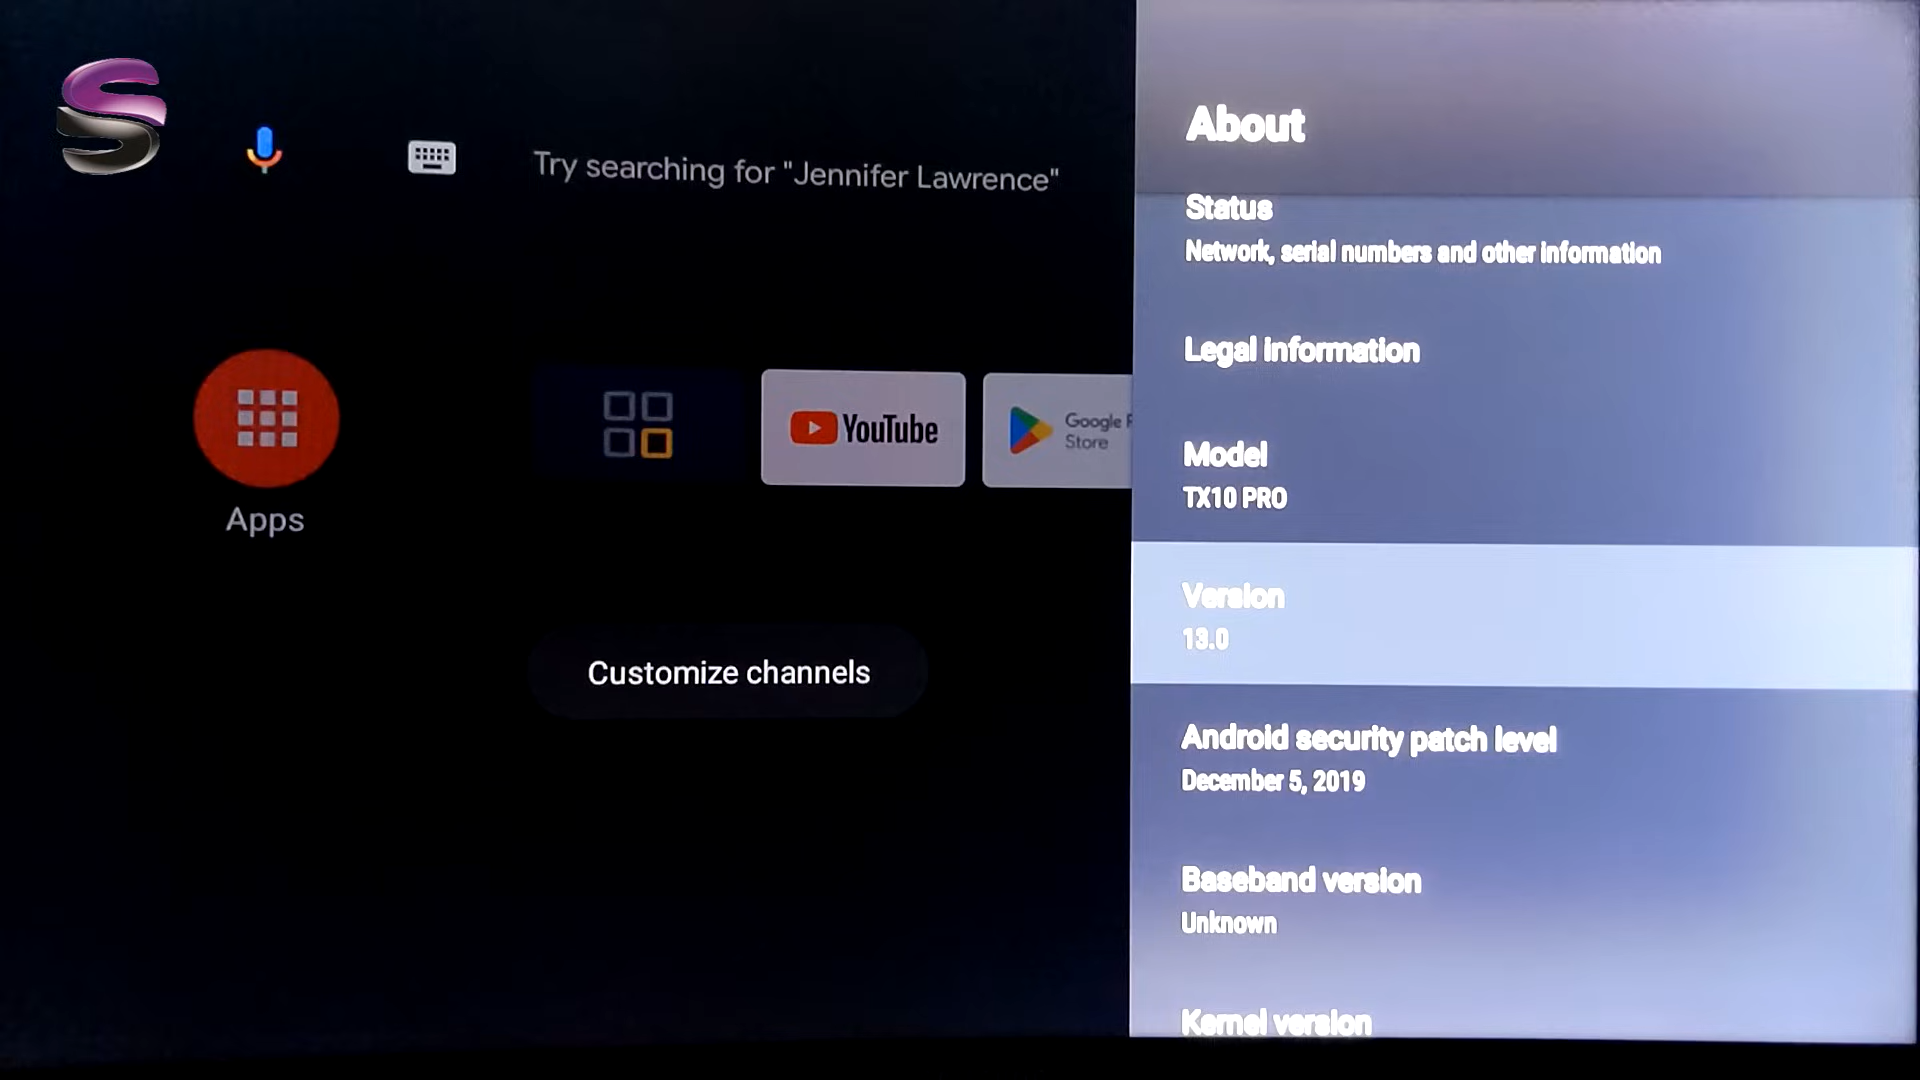 Try searching for "Jennifer Lawrence"
Apps
YouTube
Google
Store
Customize channels
About
Status
Network, serial numbers and other information
Legal information
Model
TX10 PRO
Version
13.0
Android security patch level
December 5, 2019
Baseband version
Unknown
Kernel version